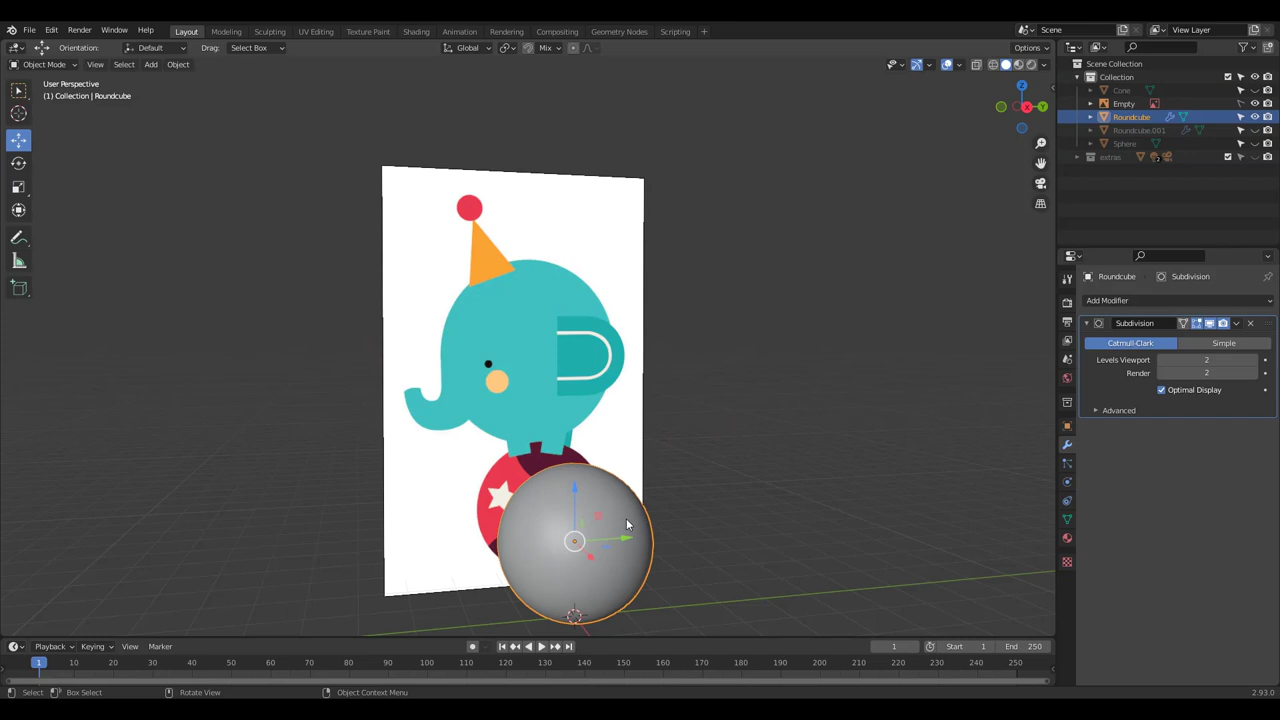 File Edit Render Window Help Layout Modeling Sculpting UV Editing Texture Paint Shading Animation Rendering Compositing Geometry Nodes Scripting Scene View Layer
Orientation: Default Drag: Select Box Global Mix Options
Object Mode View Select Add Object
User Perspective
(1) Collection | Roundcube
Z
X
Y
Scene Collection
Collection
Cone
Empty
Roundcube
Roundcube.001
Sphere
extras 2
Roundcube Subdivision
Add Modifier
Subdivision
Catmull-Clark Simple
Levels Viewport 2
Render 2
Optimal Display
Advanced
Playback Keying View Marker 1 Start 1 End 250
1 10 20 30 40 50 60 70 80 90 100 110 120 130 140 150 160 170 180 190 200 210 220 230 240 250
Select Box Select Rotate View Object Context Menu 2.93.0